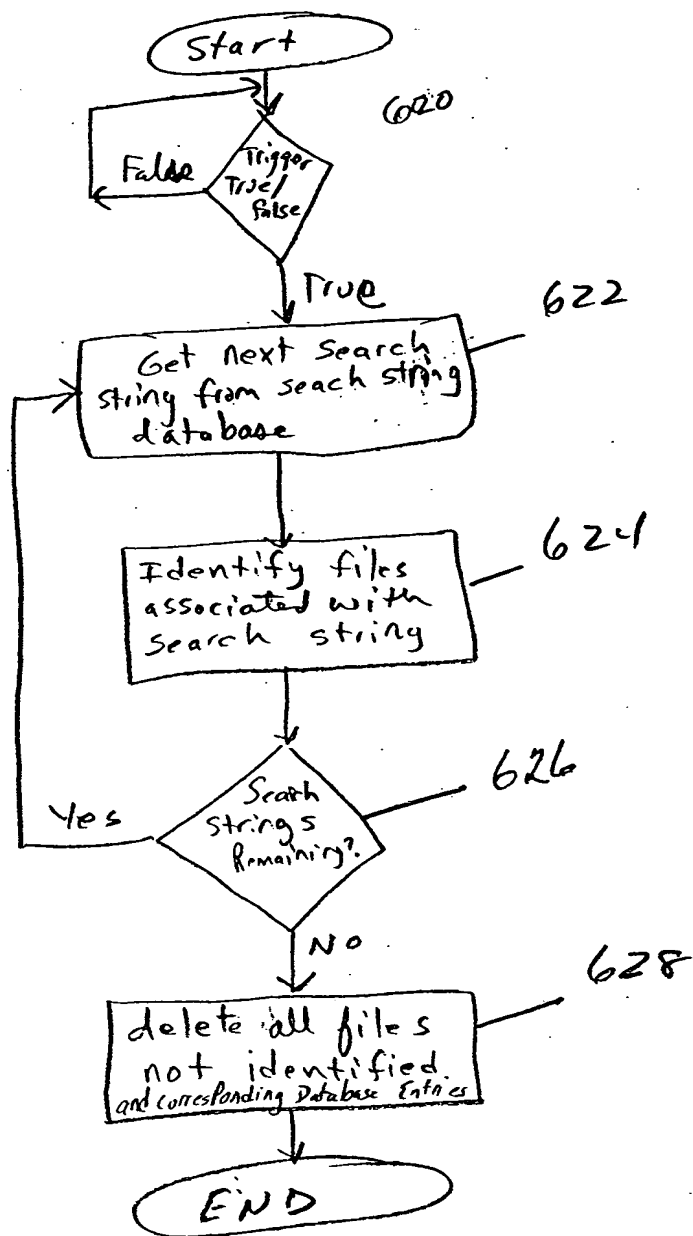 Start
620
Trigger
True/
False
False
True
622
Get next search
string from seach string
database
624
Identify files
associated with
search string
626
Search
Strings
Remaining?
Yes
No
628
delete all files
not identified.
and corresponding Database Entries
END